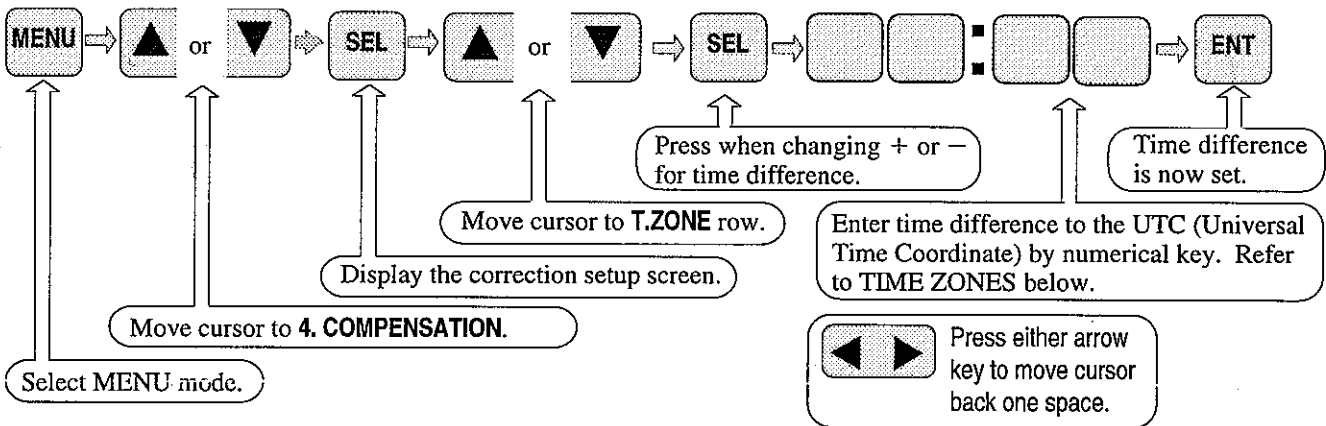 MENU or SEL or SEL : ENT
Press when changing + or −
for time difference.
Time difference
is now set.
Move cursor to T.ZONE row.
Enter time difference to the UTC (Universal
Time Coordinate) by numerical key. Refer
to TIME ZONES below.
Display the correction setup screen.
Move cursor to 4. COMPENSATION.
Press either arrow
key to move cursor
back one space.
Select MENU mode.